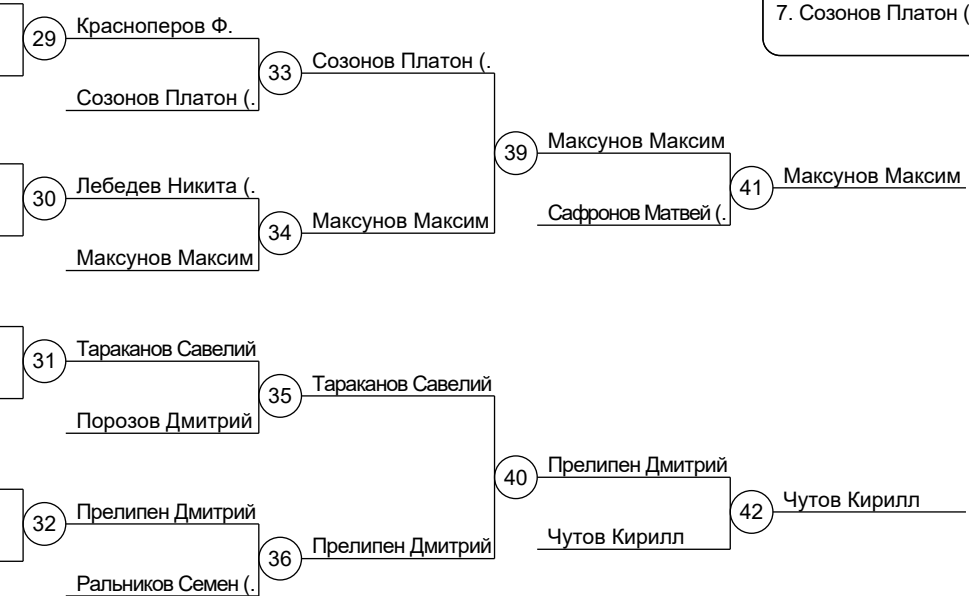 7. Созонов Платон (
29
Красноперов Ф.
33
Созонов Платон (.
Созонов Платон (.
39
Максунов Максим
30
Лебедев Никита (.
41
Максунов Максим
34
Максунов Максим
Сафронов Матвей (.
Максунов Максим
31
Тараканов Савелий
35
Тараканов Савелий
Порозов Дмитрий
40
Прелипен Дмитрий
32
Прелипен Дмитрий
42
Чутов Кирилл
36
Прелипен Дмитрий
Чутов Кирилл
Ральников Семен (.